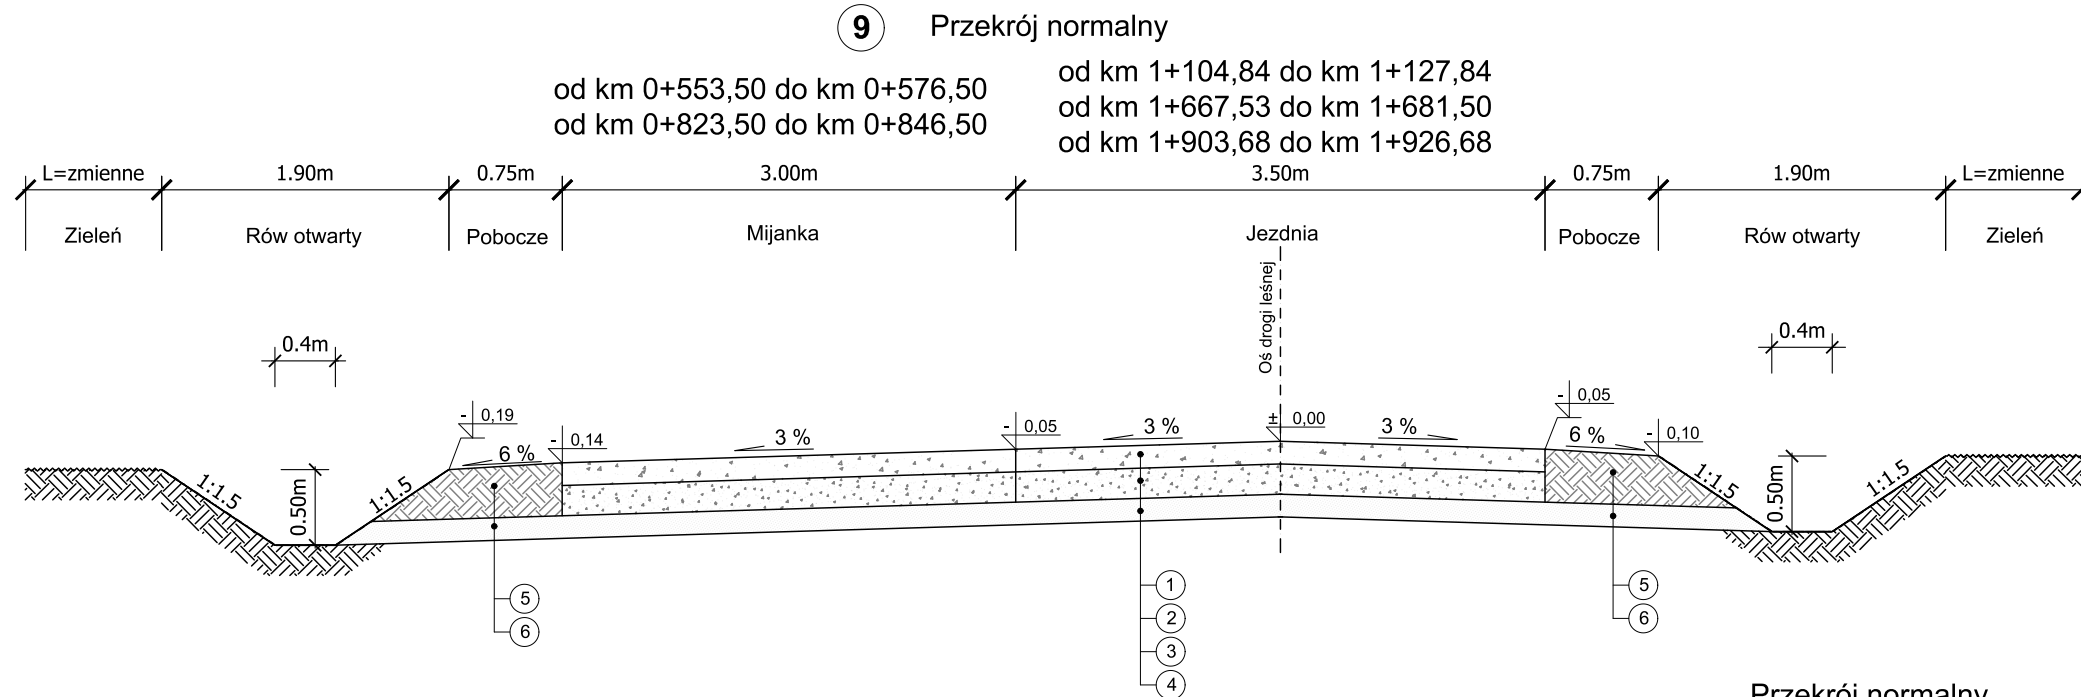 9 Przekrój normalny
od km 0+553,50 do km 0+576,50
od km 0+823,50 do km 0+846,50
od km 1+104,84 do km 1+127,84
od km 1+667,53 do km 1+681,50
od km 1+903,68 do km 1+926,68
L=zmienne 1.90m 0.75m 3.00m 3.50m 0.75m 1.90m L=zmienne
Zieleń Rów otwarty Pobocze Mijanka Jezdnia Pobocze Rów otwarty Zieleń
Oś drogi leśnej
0.4m 0.4m
- 0,19 - 0,14 - 0,05 ± 0,00 - 0,05 - 0,10
6 % 3 % 3 % 3 % 6 %
1:1.5 0.50m 1:1.5 1:1.5 0.50m 1:1.5
5
6
1
2
3
4
5
6
Przekrój normalny